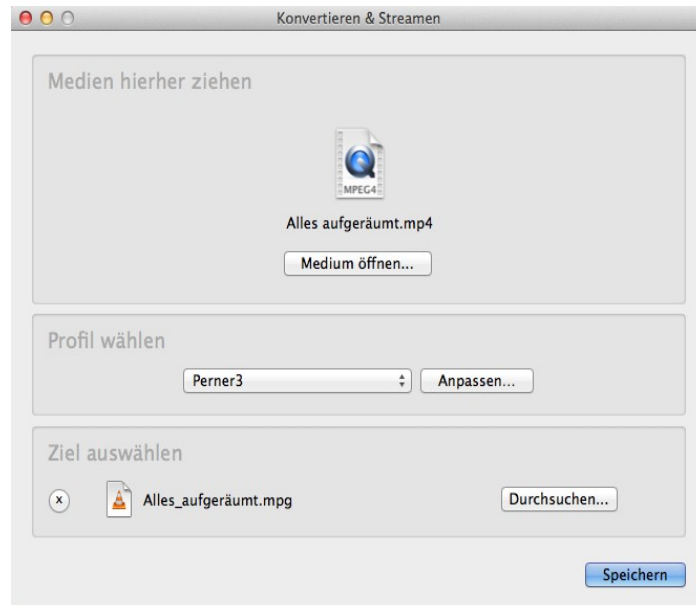 Konvertieren & Streamen
Medien hierher ziehen
MPEG4
Alles aufgeräumt.mp4
Medium öffnen...
Profil wählen
Perner3
Anpassen...
Ziel auswählen
x
Alles_aufgeräumt.mpg
Durchsuchen...
Speichern